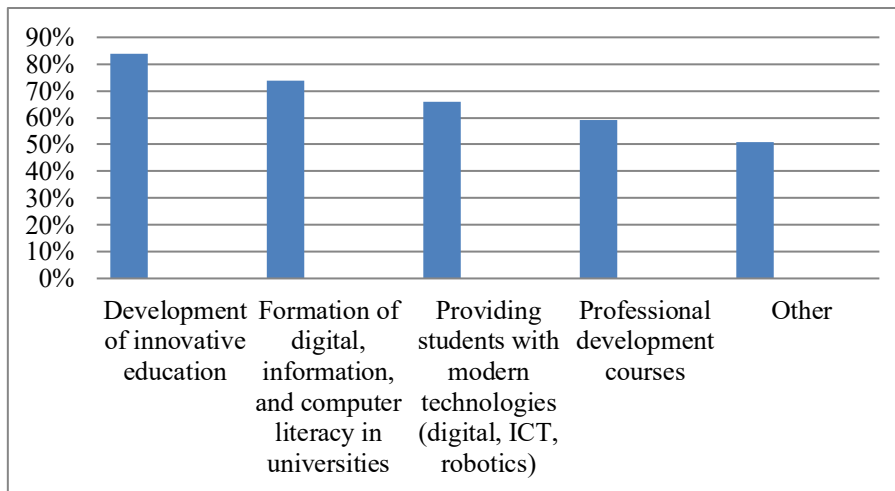 90%
80%
70%
60%
50%
40%
30%
20%
10%
0%
Development
of innovative
education
Formation of
digital,
information,
and computer
literacy in
universities
Providing
students with
modern
technologies
(digital, ICT,
robotics)
Professional
development
courses
Other